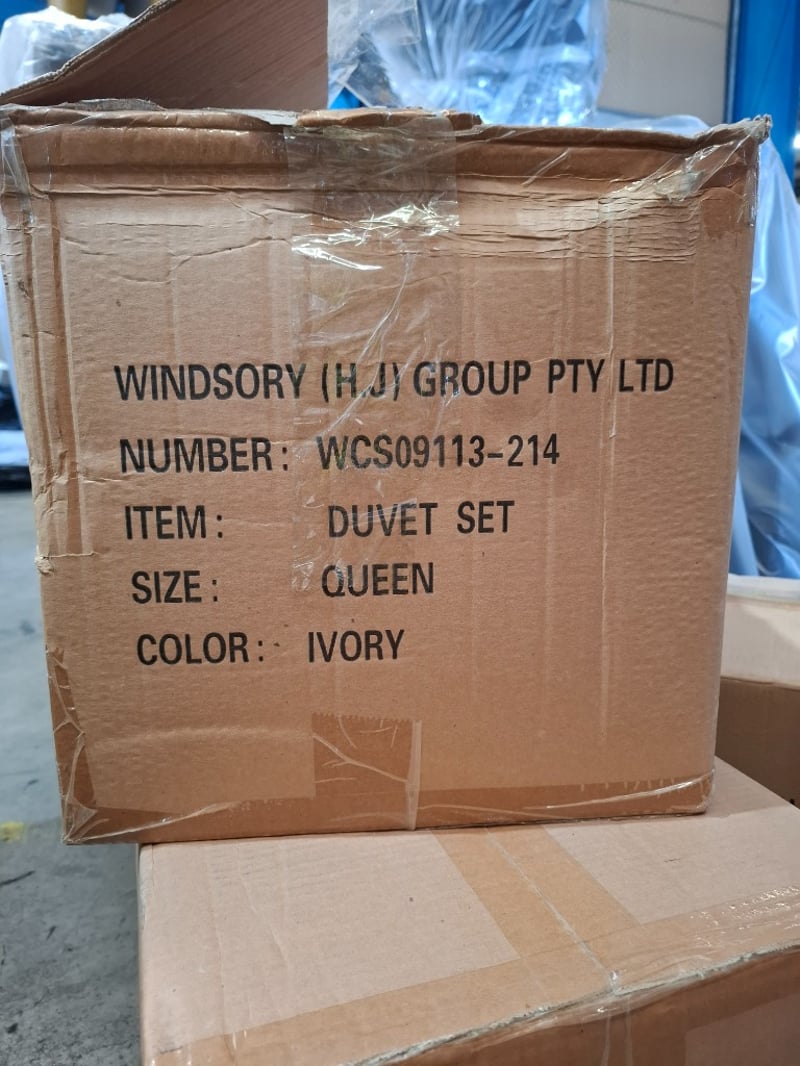 WINDSORY (H.J) GROUP PTY LTD
NUMBER: WCS09113-214
ITEM: DUVET SET
SIZE: QUEEN
COLOR: IVORY